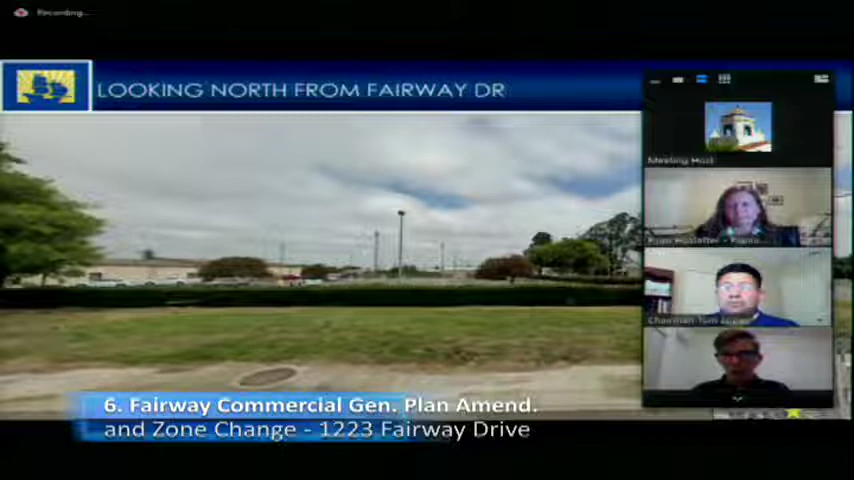 Recording...
LOOKING NORTH FROM FAIRWAY DR
Meeting Host
Chairman Tom
6. Fairway Commercial Gen. Plan Amend.
and Zone Change - 1223 Fairway Drive